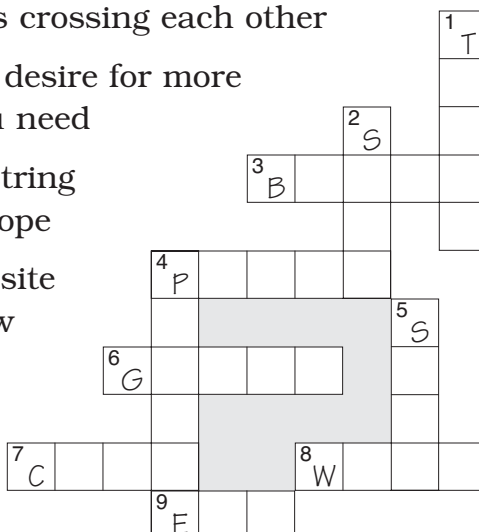 s crossing each other
1 T
desire for more
u need
2 S
tring
3 B
ope
4 P
site
w
5 S
6 G
7 C
8 W
9